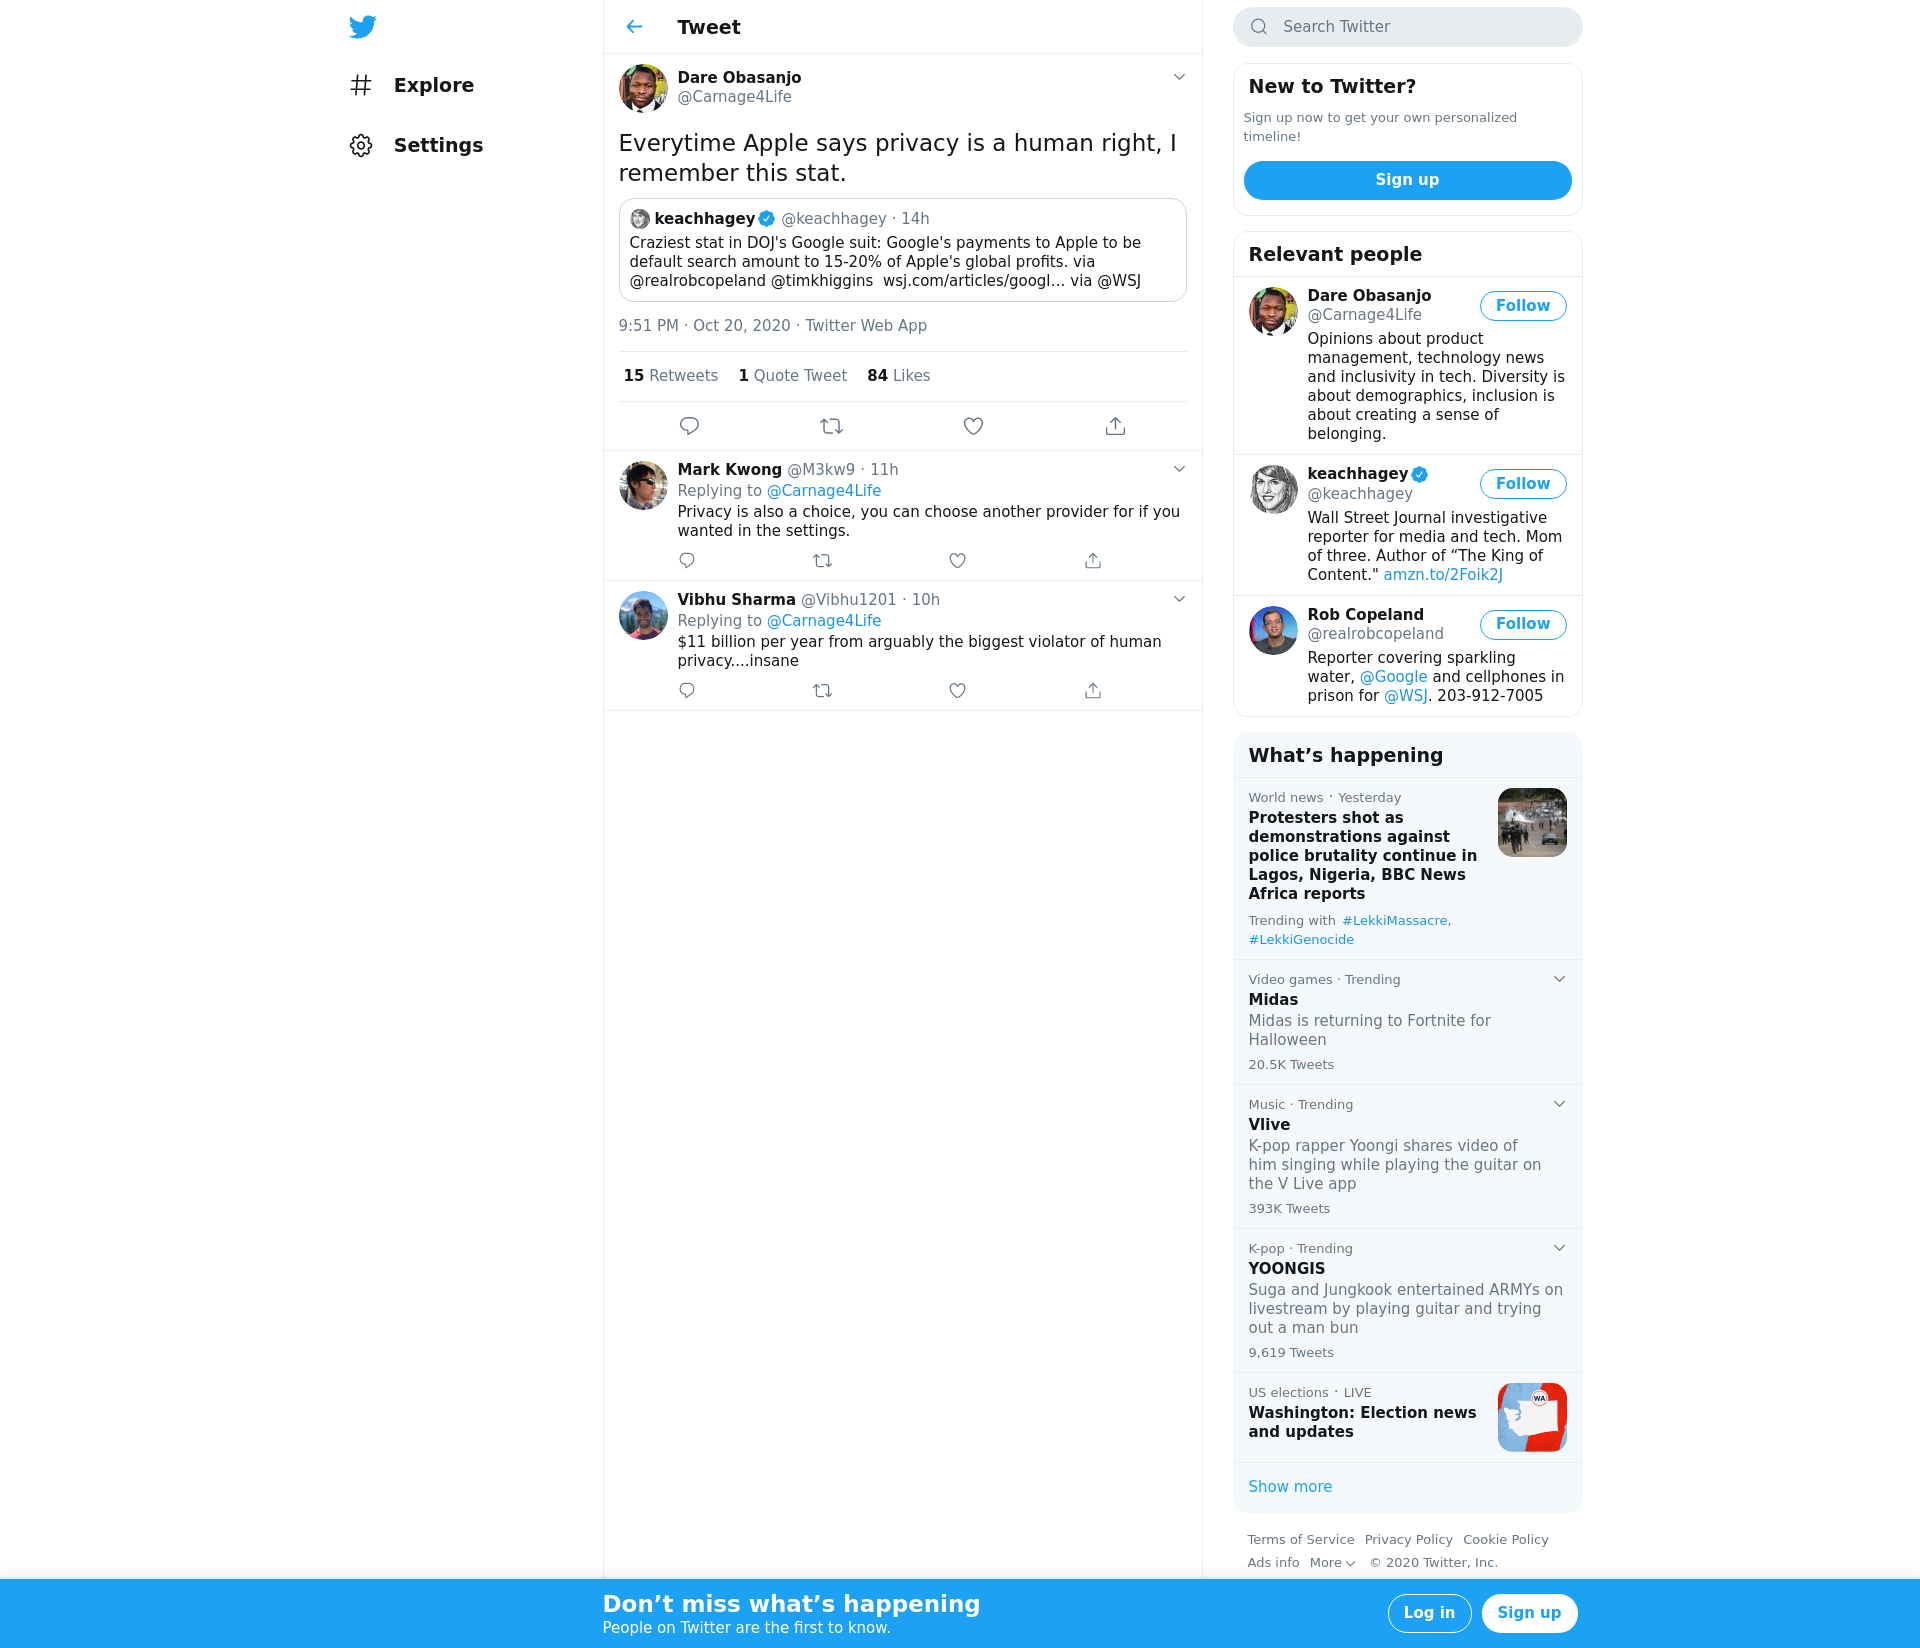 Explore
Settings
Tweet
Dare Obasanjo
@Carnage4Life
Everytime Apple says privacy is a human right, I
remember this stat.
keachhagey @keachhagey · 14h
Craziest stat in DOJ's Google suit: Google's payments to Apple to be
default search amount to 15-20% of Apple's global profits. via
@realrobcopeland @timkhiggins  wsj.com/articles/googl… via @WSJ
9:51 PM · Oct 20, 2020 · Twitter Web App
15 Retweets 1 Quote Tweet 84 Likes
Mark Kwong @M3kw9 · 11h
Replying to @Carnage4Life
Privacy is also a choice, you can choose another provider for if you
wanted in the settings.
Vibhu Sharma @Vibhu1201 · 10h
Replying to @Carnage4Life
$11 billion per year from arguably the biggest violator of human
privacy....insane
Search Twitter
New to Twitter?
Sign up now to get your own personalized
timeline!
Sign up
Relevant people
Dare Obasanjo
@Carnage4Life
Follow
Opinions about product
management, technology news
and inclusivity in tech. Diversity is
about demographics, inclusion is
about creating a sense of
belonging.
keachhagey
@keachhagey
Follow
Wall Street Journal investigative
reporter for media and tech. Mom
of three. Author of “The King of
Content." amzn.to/2Foik2J
Rob Copeland
@realrobcopeland
Follow
Reporter covering sparkling
water, @Google and cellphones in
prison for @WSJ. 203-912-7005
What’s happening
World news · Yesterday
Protesters shot as
demonstrations against
police brutality continue in
Lagos, Nigeria, BBC News
Africa reports
Trending with #LekkiMassacre,
#LekkiGenocide
Video games · Trending
Midas
Midas is returning to Fortnite for
Halloween
20.5K Tweets
Music · Trending
Vlive
K-pop rapper Yoongi shares video of
him singing while playing the guitar on
the V Live app
393K Tweets
K-pop · Trending
YOONGIS
Suga and Jungkook entertained ARMYs on
livestream by playing guitar and trying
out a man bun
9,619 Tweets
US elections · LIVE
Washington: Election news
and updates
WA
Show more
Terms of Service Privacy Policy Cookie Policy
Ads info More © 2020 Twitter, Inc.
Don’t miss what’s happening
People on Twitter are the first to know.
Log in
Sign up